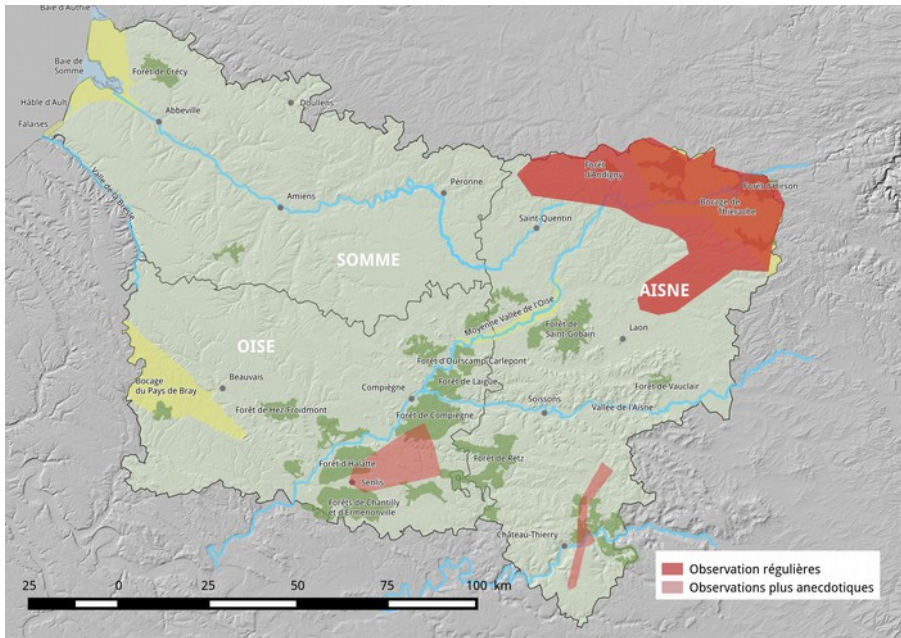 Baie d'Authie
Baie de
Somme
Forêt de Crécy
Hâble d'Ault
Abbeville
Doullens
Falaises
Vallée de la Bresle
Amiens
Péronne
Forêt
d'Andigny
Forêt d'Hirson
Bocage de
Thiérache
Saint-Quentin
SOMME
AISNE
Moyenne Vallée de l'Oise
Forêt de
Saint-Gobain
Laon
OISE
Forêt d'Ourscamp-Carlepont
Beauvais
Bocage
du Pays de Bray
Compiègne
Forêt de Laigue
Forêt de Vauclair
Forêt de Hez-Froidmont
Forêt de Compiègne
Soissons
Vallée de l'Aisne
Forêt d'Halatte
Forêt de Retz
Senlis
Forêts de Chantilly
et d'Ermenonville
Château-Thierry
Observation régulières
Observations plus anecdotiques
25 0 25 50 75 100 km